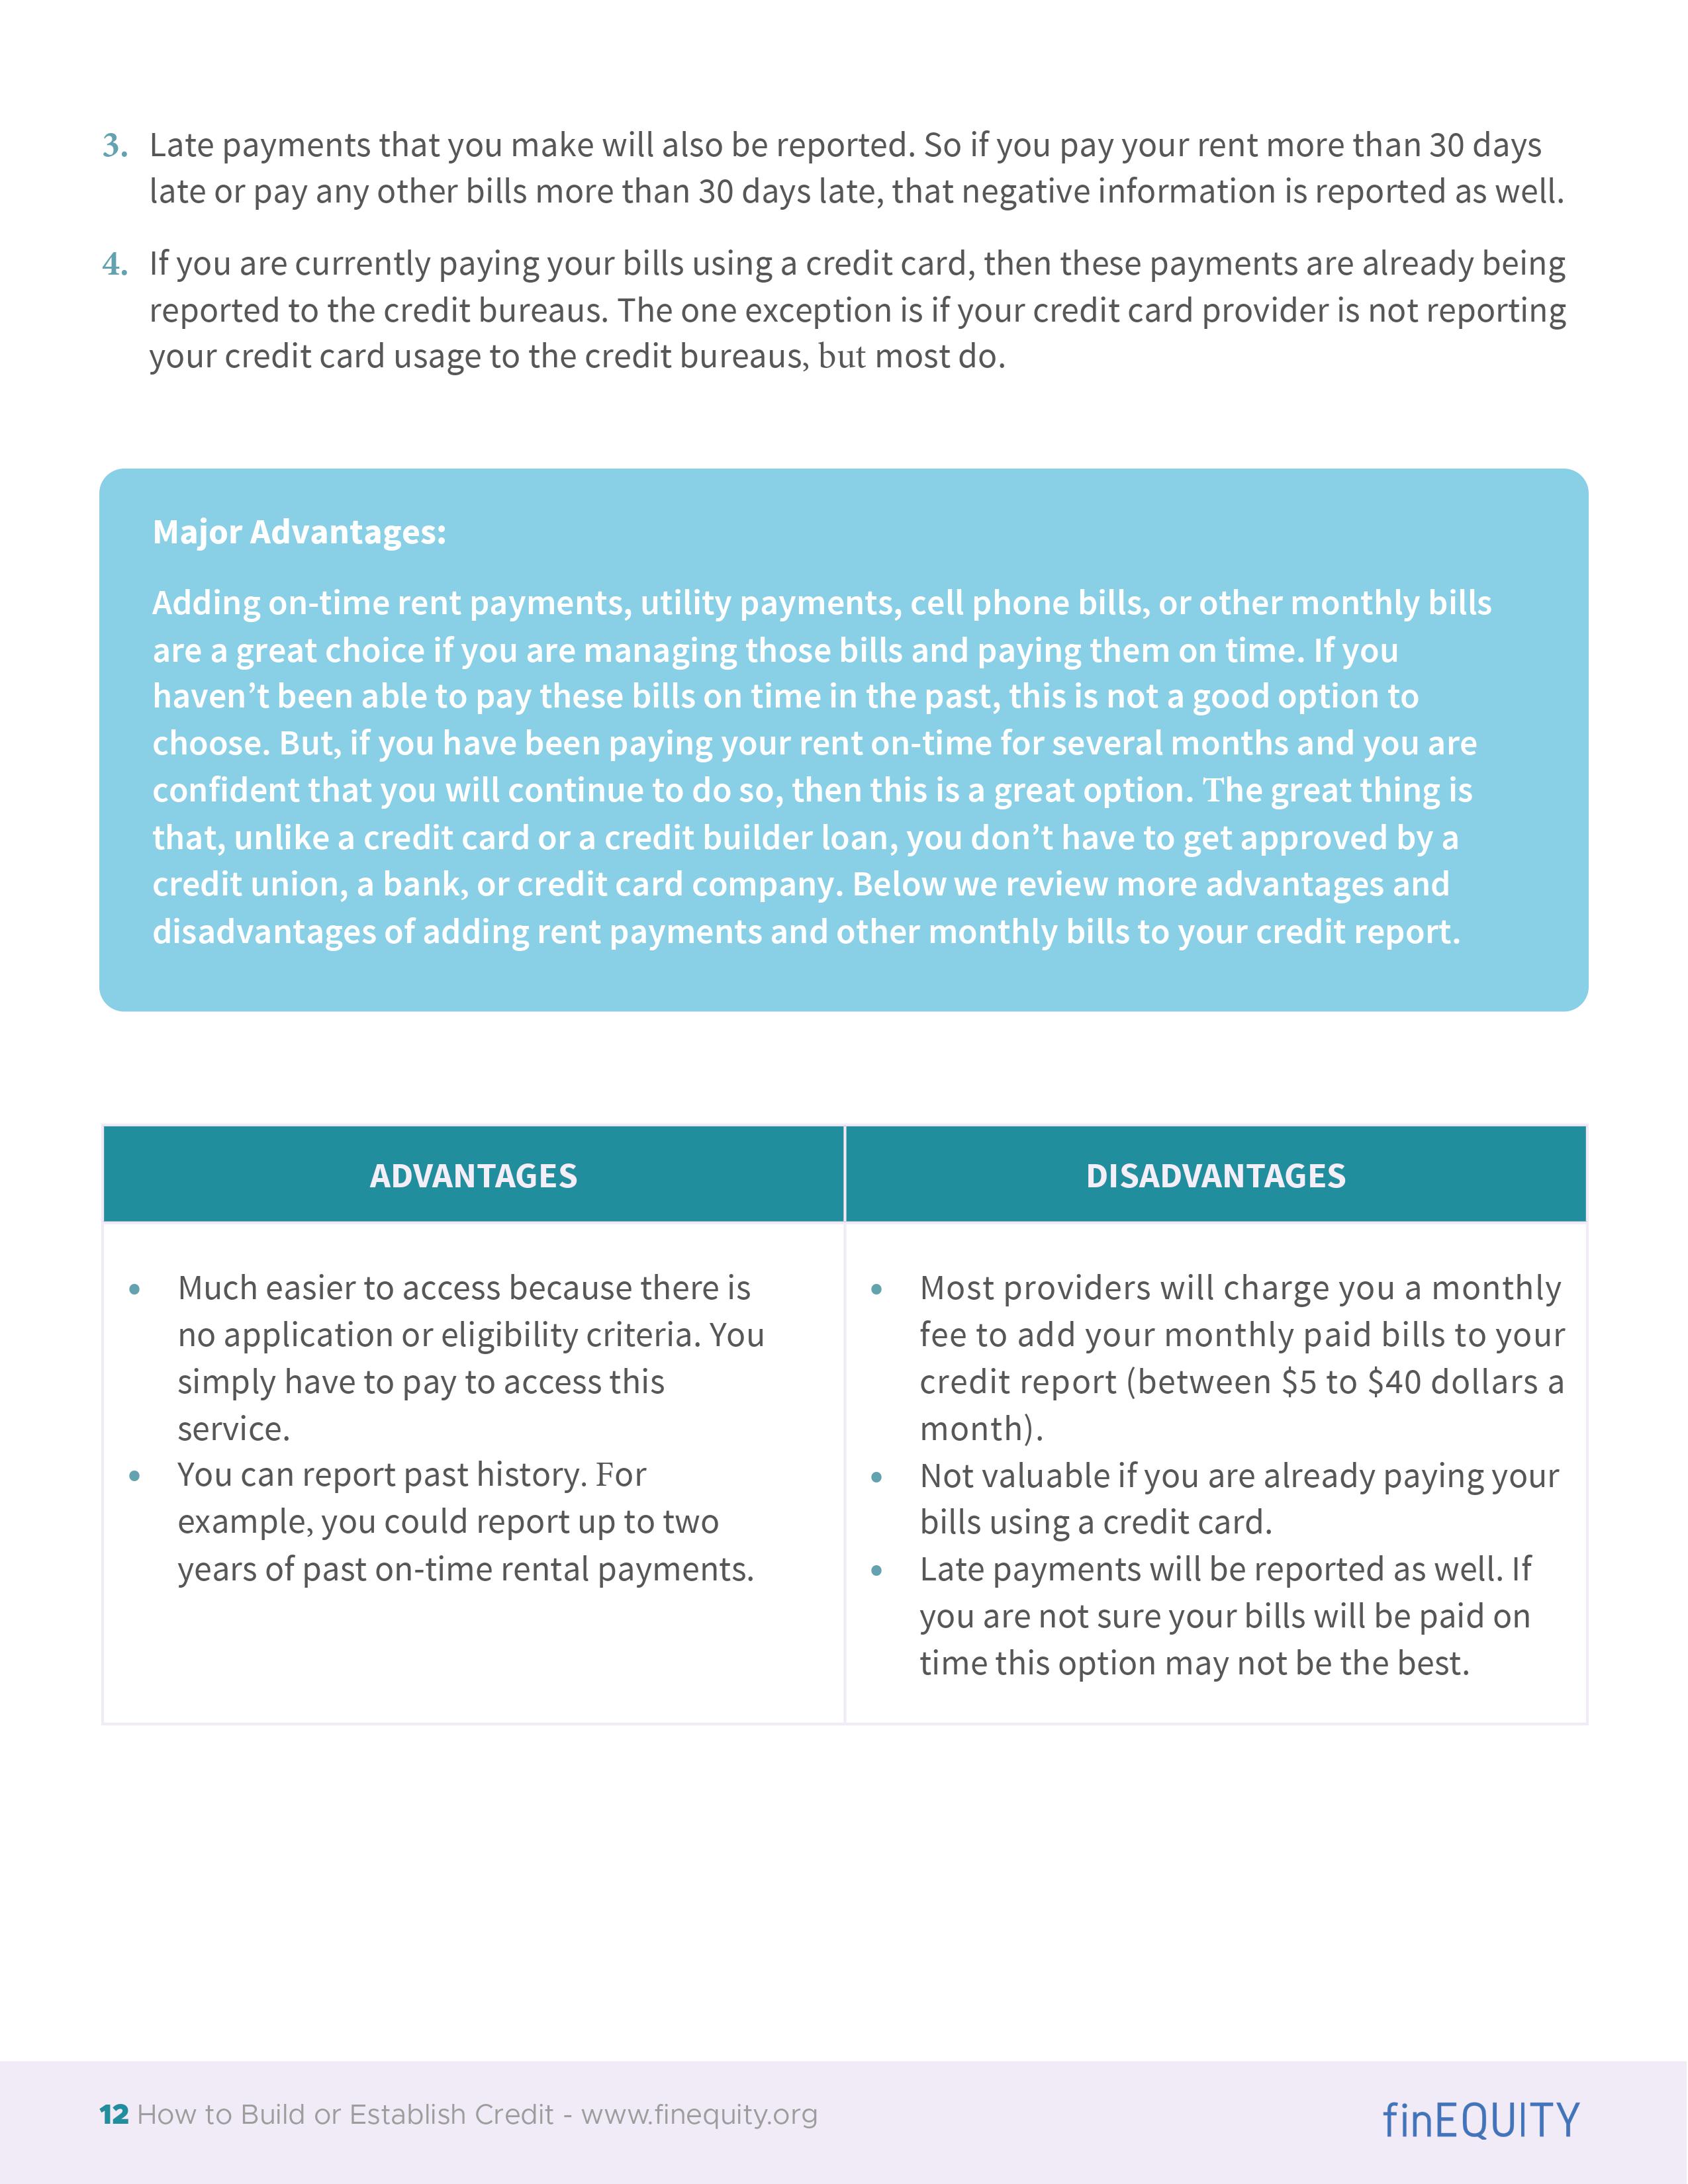 3. Late payments that you make will also be reported. So if you pay your rent more than 30 days
late or pay any other bills more than 30 days late, that negative information is reported as well.
4. If you are currently paying your bills using a credit card, then these payments are already being
reported to the credit bureaus. The one exception is if your credit card provider is not reporting
your credit card usage to the credit bureaus, but most do.
Major Advantages:
Adding on-time rent payments, utility payments, cell phone bills, or other monthly bills
are a great choice if you are managing those bills and paying them on time. If you
haven’t been able to pay these bills on time in the past, this is not a good option to
choose. But, if you have been paying your rent on-time for several months and you are
confident that you will continue to do so, then this is a great option. The great thing is
that, unlike a credit card or a credit builder loan, you don’t have to get approved by a
credit union, a bank, or credit card company. Below we review more advantages and
disadvantages of adding rent payments and other monthly bills to your credit report.
ADVANTAGES
• Much easier to access because there is
no application or eligibility criteria. You
simply have to pay to access this
service.
• You can report past history. For
example, you could report up to two
years of past on-time rental payments.
DISADVANTAGES
• Most providers will charge you a monthly
fee to add your monthly paid bills to your
credit report (between $5 to $40 dollars a
month).
• Not valuable if you are already paying your
bills using a credit card.
• Late payments will be reported as well. If
you are not sure your bills will be paid on
time this option may not be the best.
12 How to Build or Establish Credit - www.finequity.org
finEQUITY